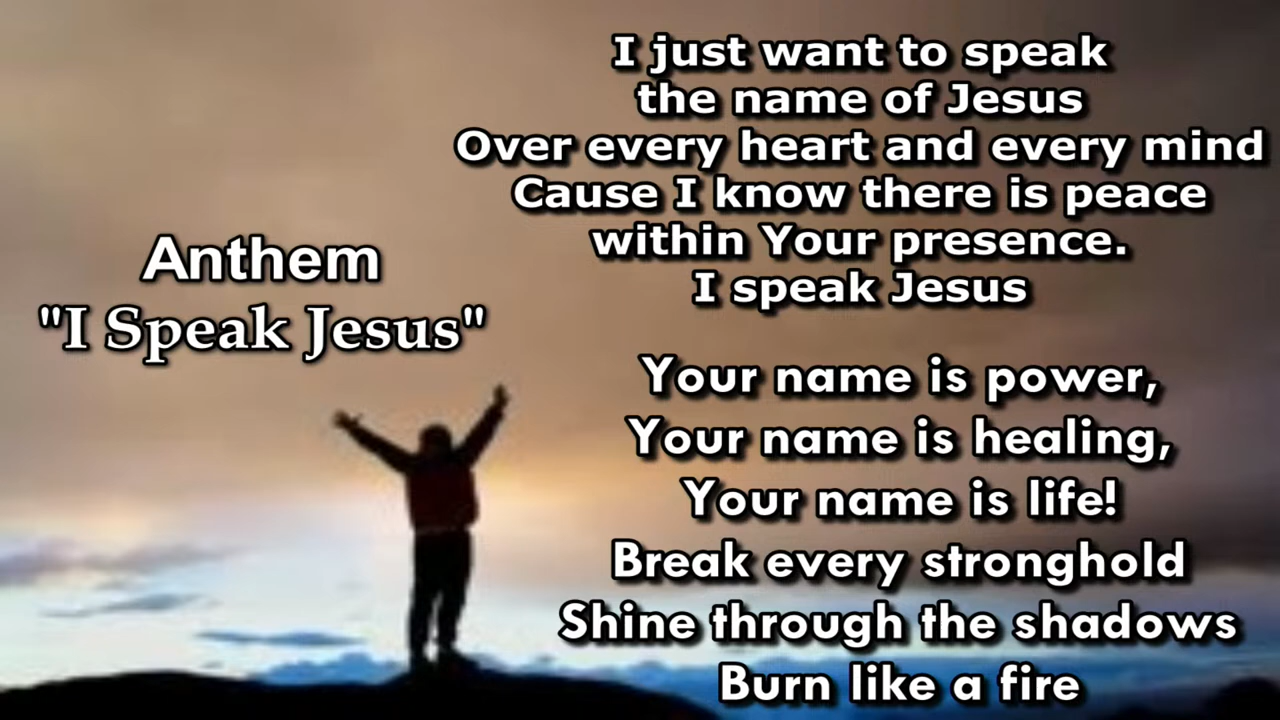 Anthem
"I Speak Jesus"
I just want to speak
the name of Jesus
Over every heart and every mind
Cause I know there is peace
within Your presence.
I speak Jesus
Your name is power,
Your name is healing,
Your name is life!
Break every stronghold
Shine through the shadows
Burn like a fire